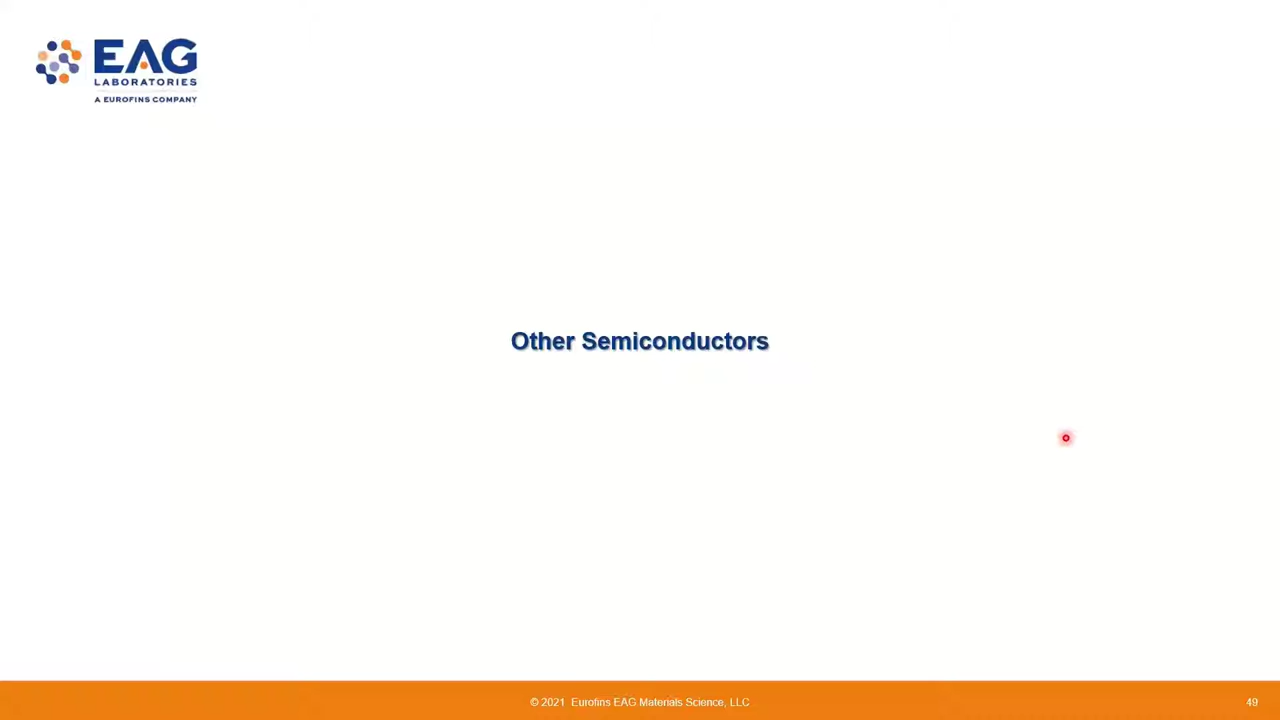 EAG
LABORATORIES
A EUROFINS COMPANY
Other Semiconductors
© 2021 Eurofins EAG Materials Science, LLC
49